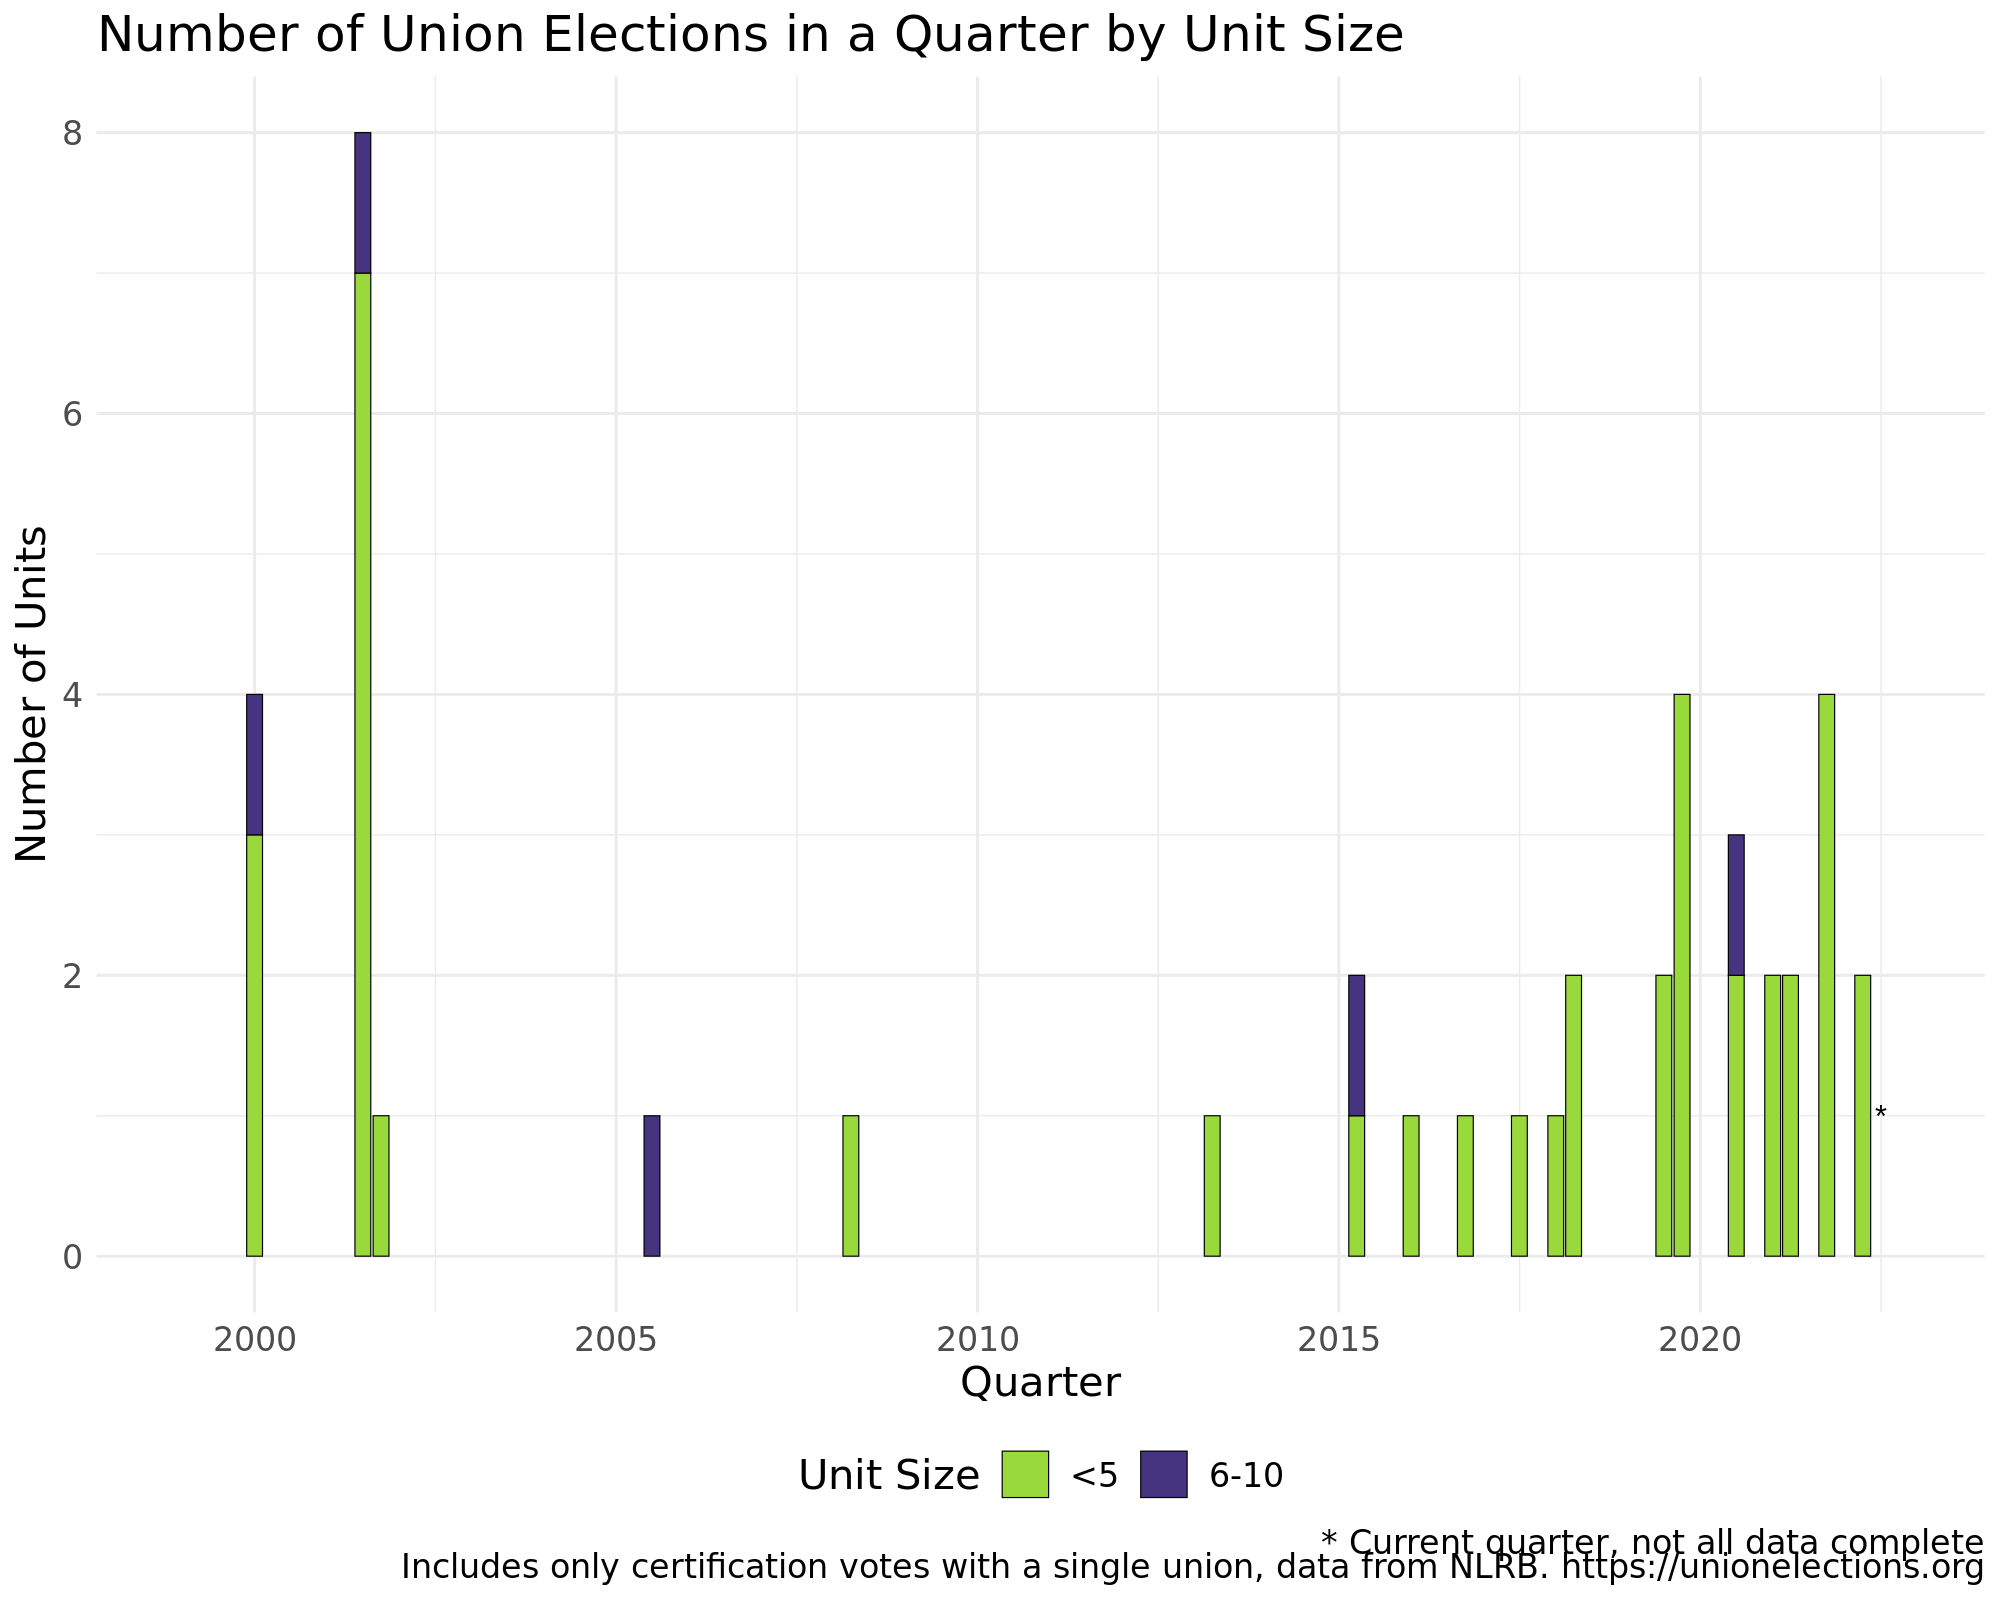 Number of Union Elections in a Quarter by Unit Size
Number of Units
8
6
4
2
0
*
2000 2005 2010 2015 2020
Quarter
Unit Size <5 6-10
* Current quarter, not all data complete
Includes only certification votes with a single union, data from NLRB. https://unionelections.org